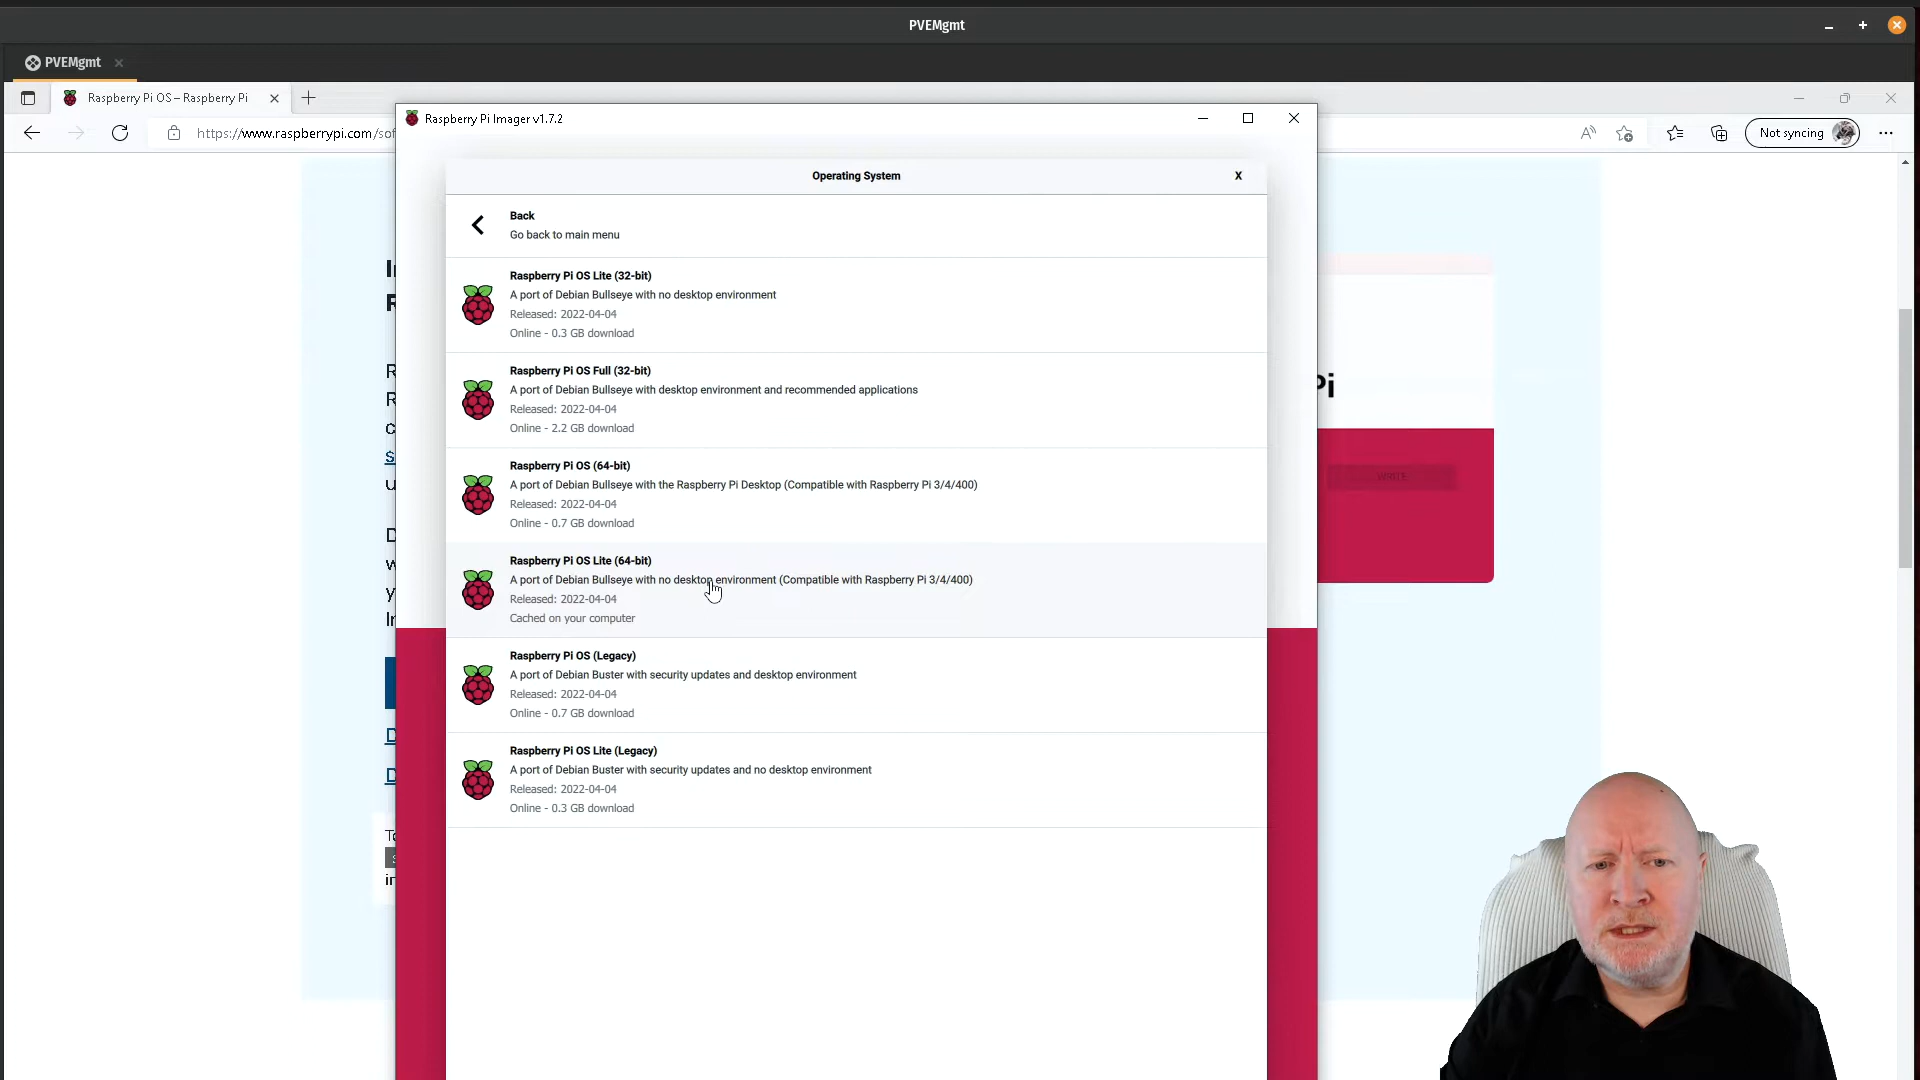 PVEMgmt
PVEMgmt
Raspberry Pi OS – Raspberry Pi
https://www.raspberrypi.com/sof
Not syncing
Raspberry Pi Imager v1.7.2
Operating System
X
Back
Go back to main menu
Raspberry Pi OS Lite (32-bit)
A port of Debian Bullseye with no desktop environment
Released: 2022-04-04
Online - 0.3 GB download
Raspberry Pi OS Full (32-bit)
A port of Debian Bullseye with desktop environment and recommended applications
Released: 2022-04-04
Online - 2.2 GB download
Raspberry Pi OS (64-bit)
A port of Debian Bullseye with the Raspberry Pi Desktop (Compatible with Raspberry Pi 3/4/400)
Released: 2022-04-04
Online - 0.7 GB download
Raspberry Pi OS Lite (64-bit)
A port of Debian Bullseye with no desktop environment (Compatible with Raspberry Pi 3/4/400)
Released: 2022-04-04
Cached on your computer
Raspberry Pi OS (Legacy)
A port of Debian Buster with security updates and desktop environment
Released: 2022-04-04
Online - 0.7 GB download
Raspberry Pi OS Lite (Legacy)
A port of Debian Buster with security updates and no desktop environment
Released: 2022-04-04
Online - 0.3 GB download
Pi
WRITE